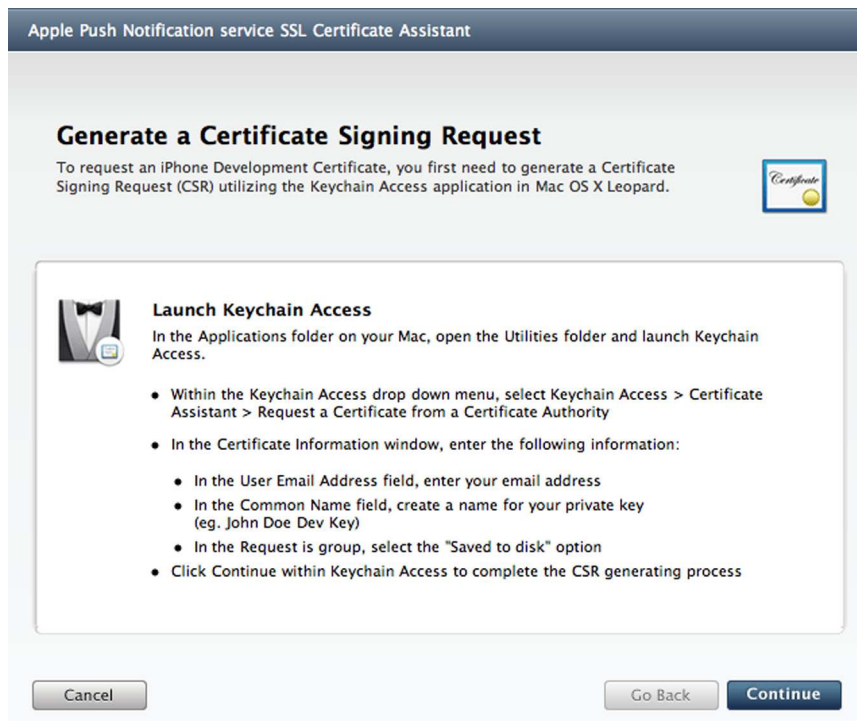 Apple Push Notification service SSL Certificate Assistant
Generate a Certificate Signing Request
To request an iPhone Development Certificate, you first need to generate a Certificate
Signing Request (CSR) utilizing the Keychain Access application in Mac OS X Leopard.
Certificate
Launch Keychain Access
In the Applications folder on your Mac, open the Utilities folder and launch Keychain
Access.
• Within the Keychain Access drop down menu, select Keychain Access > Certificate
Assistant > Request a Certificate from a Certificate Authority
• In the Certificate Information window, enter the following information:
• In the User Email Address field, enter your email address
• In the Common Name field, create a name for your private key
(eg. John Doe Dev Key)
• In the Request is group, select the "Saved to disk" option
• Click Continue within Keychain Access to complete the CSR generating process
Cancel
Go Back
Continue